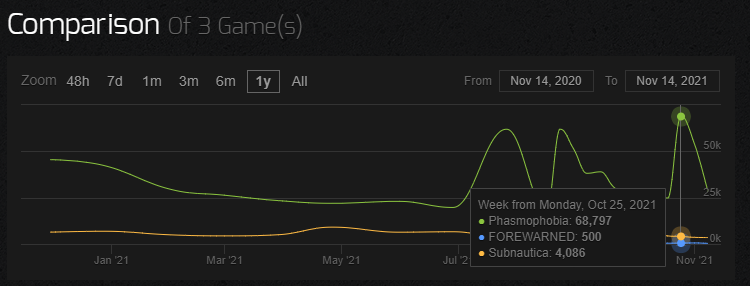 Comparison Of 3 Game(s)
Zoom 48h 7d 1m 3m 6m 1y All From Nov 14, 2020 To Nov 14, 2021
50k
25k
Week from Monday, Oct 25, 2021
Phasmophobia: 68,797
FOREWARNED: 500
0k
Subnautica: 4,086
Jan '21 Mar '21 May '21 Jul '2 Nov '21